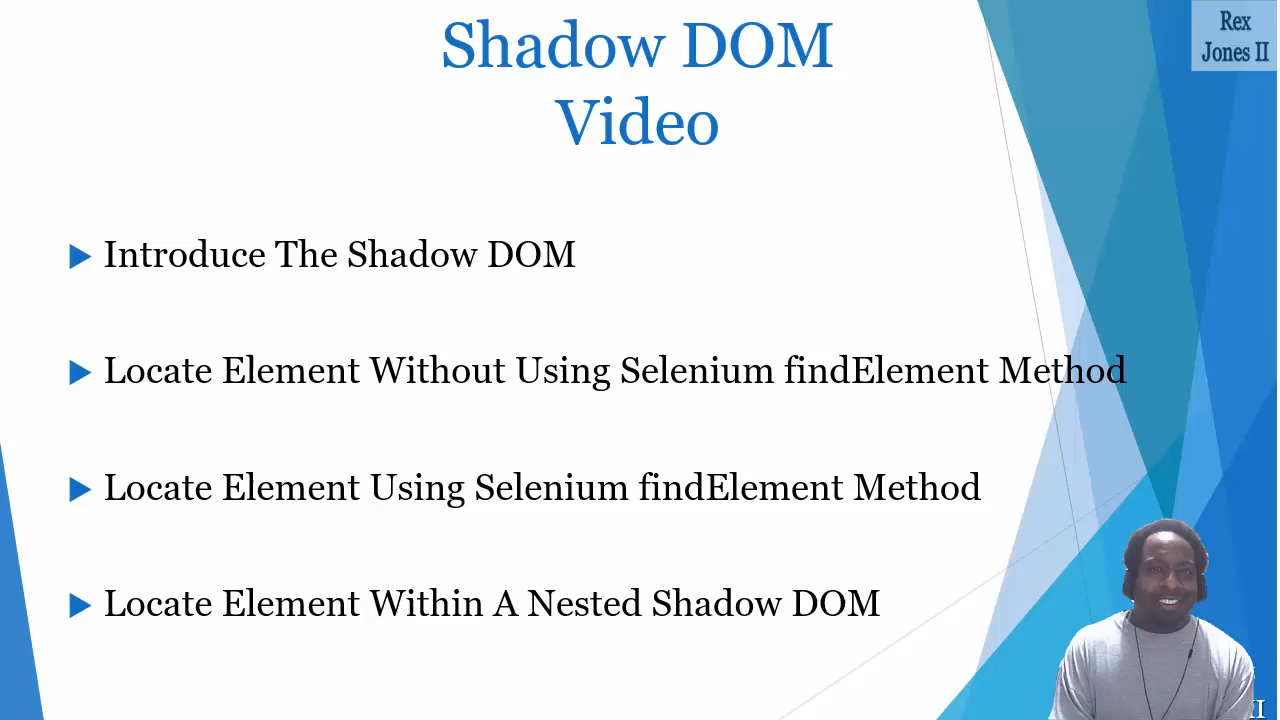 Shadow DOM
Video
Rex
Jones II
Introduce The Shadow DOM
Locate Element Without Using Selenium findElement Method
Locate Element Using Selenium findElement Method
Locate Element Within A Nested Shadow DOM
II